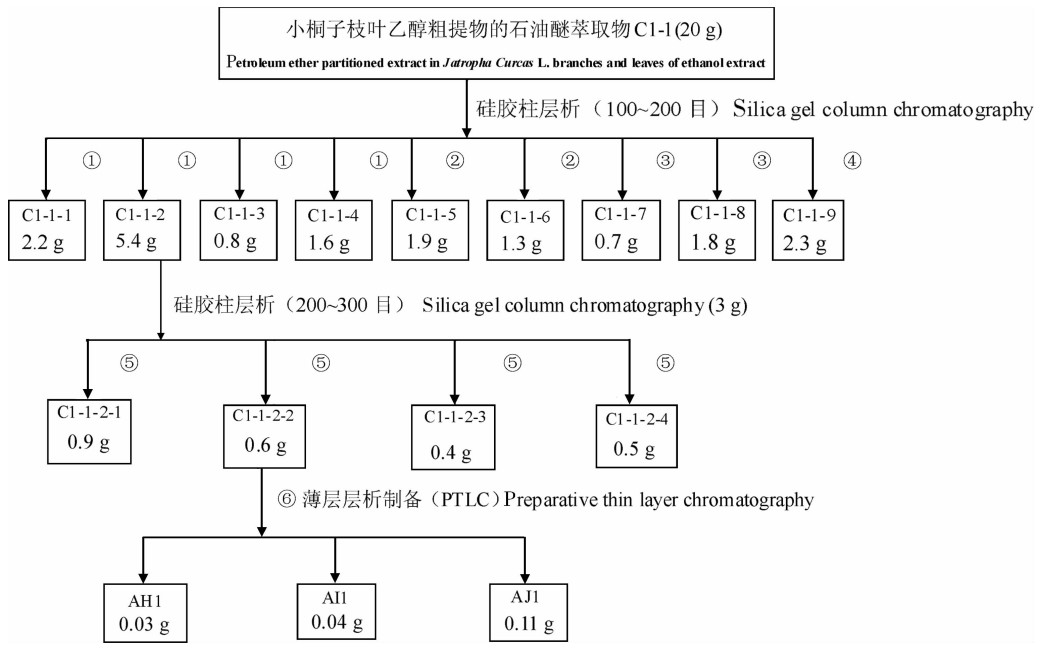 小桐子枝叶乙醇粗提物的石油醚萃取物 C1-1(20 g)
Petroleum ether partitioned extract in Jatropha Curcas L. branches and leaves of ethanol extract
硅胶柱层析（100~200 目）Silica gel column chromatography
① ① ① ① ② ② ③ ③ ④
C1-1-1 C1-1-2 C1-1-3 C1-1-4 C1-1-5 C1-1-6 C1-1-7 C1-1-8 C1-1-9
2.2 g 5.4 g 0.8 g 1.6 g 1.9 g 1.3 g 0.7 g 1.8 g 2.3 g
硅胶柱层析（200~300 目） Silica gel column chromatography (3 g)
⑤ ⑤ ⑤ ⑤
C1-1-2-1 C1-1-2-2 C1-1-2-3 C1-1-2-4
0.9 g 0.6 g 0.4 g 0.5 g
⑥ 薄层层析制备（PTLC）Preparative thin layer chromatography
AH1 AI1 AJ1
0.03 g 0.04 g 0.11 g